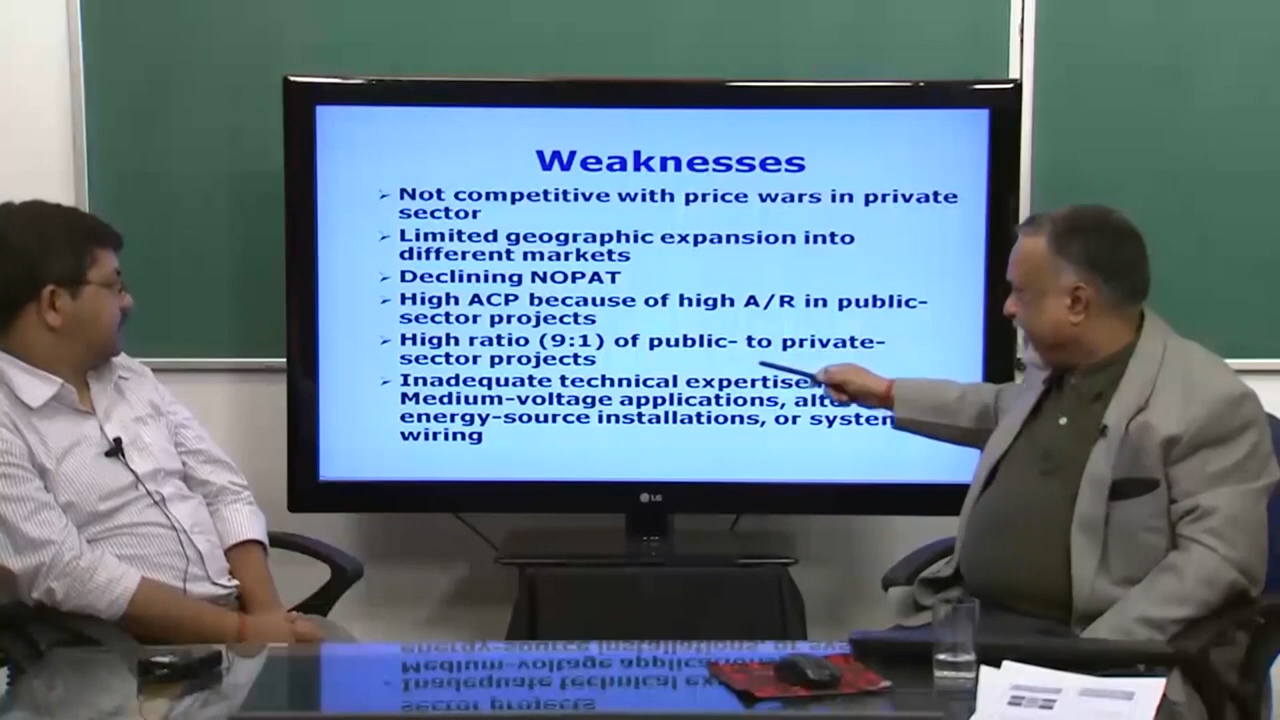 Weaknesses
Not competitive with price wars in private
sector
Limited geographic expansion into
different markets
Declining NOPAT
High ACP because of high A/R in public-
sector projects
High ratio (9:1) of public- to private-
sector projects
Inadequate technical expertise
Medium-voltage applications,
energy-source installations, or system
wiring
LG